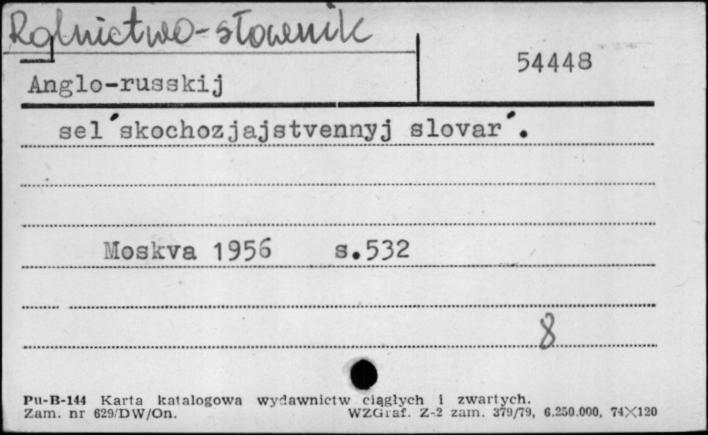 Rolnictwo-słownik
54448
Anglo-russkij
sel´skochozjajstvennyj slovar´.
Moskva 1956 s.532
8
Pu-B-144 Karta katalogowa wydawnictw ciągłych i zwartych.
Zam. nr 629/DW/On. WZGraf. Z-2 zam. 379/79, 6.250.000, 74×120